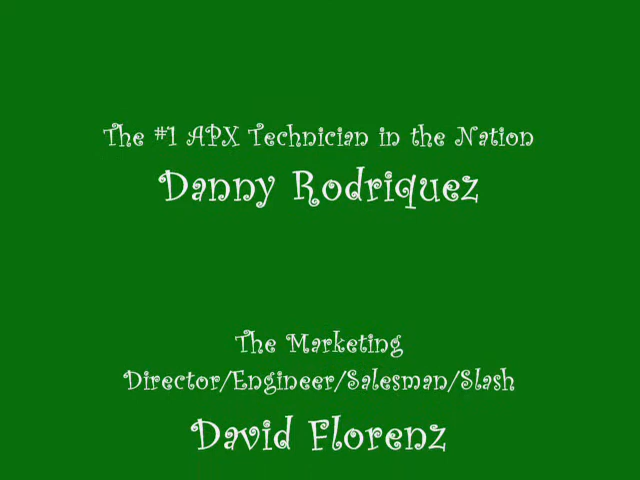 The #1 APX Technician in the Nation
Danny Rodriquez
The Marketing
Director/Engineer/Salesman/Slash
David Florenz